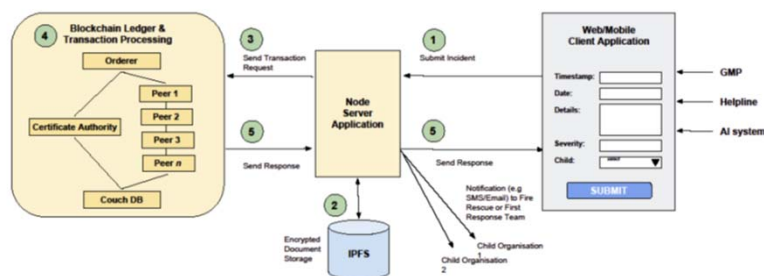 Blockchain Ledger &
Transaction Processing
4
Orderer
Peer 1
Peer 2
Peer 3
Peer n
Certificate Authority
Couch DB
3
Send Transaction
Request
5
Send Response
Node
Server
Application
2
Encrypted
Document
Storage
IPFS
1
Submit Incident
5
Send Response
Notification (e.g
SMS/Email) to Fire
Rescue or First
Response Team
Child Organisation
1
Child Organisation
2
Web/Mobile
Client Application
Timestamp:
Date:
Details:
Severity:
Child:
select
SUBMIT
GMP
Helpline
AI system